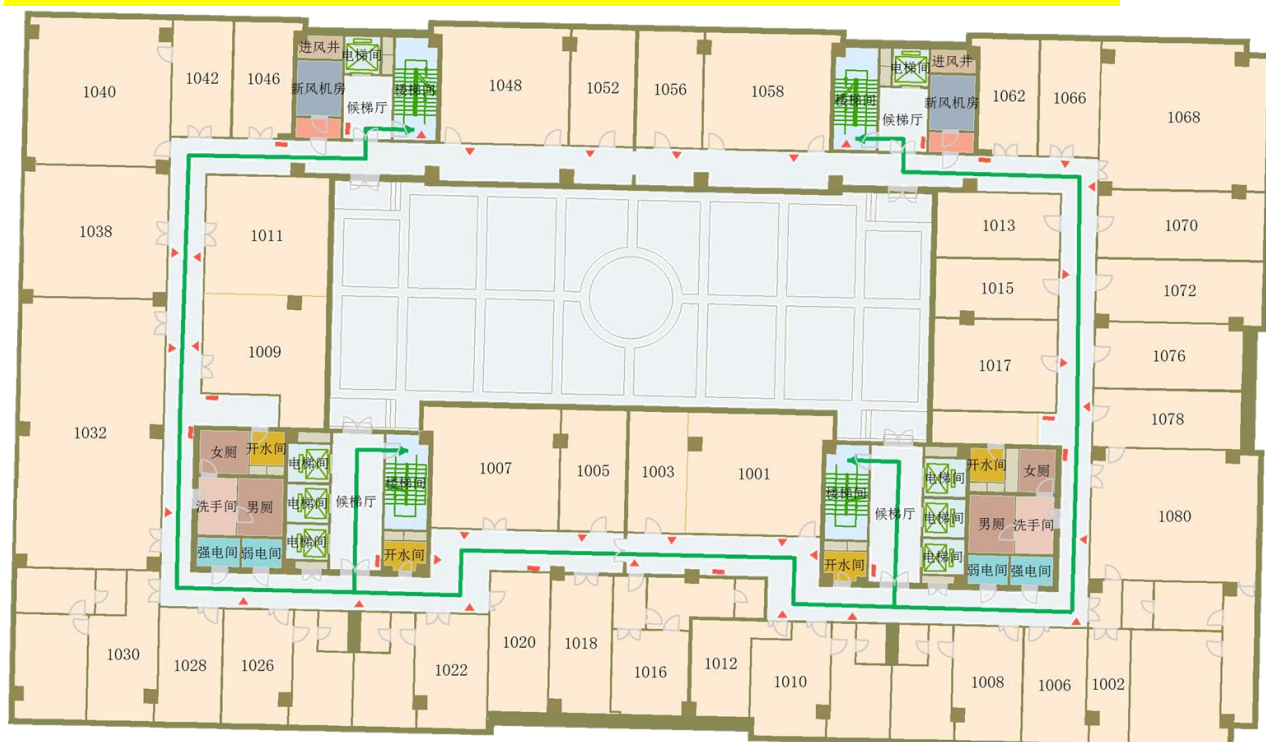 进风井
电梯间
电梯间
进风井
1040
1042
1046
新风机房
候梯厅
楼梯间
1048
1052
1056
1058
楼梯间
候梯厅
新风机房
1062
1066
1068
1038
1011
1013
1070
1015
1072
1009
1017
1076
1078
1032
女厕
开水间
电梯间
楼梯间
1007
1005
1003
1001
楼梯间
电梯间
开水间
女厕
洗手间
男厕
电梯间
候梯厅
候梯厅
电梯间
男厕
洗手间
1080
强电间
弱电间
电梯间
开水间
开水间
电梯间
弱电间
强电间
1030
1028
1026
1022
1020
1018
1016
1012
1010
1008
1006
1002